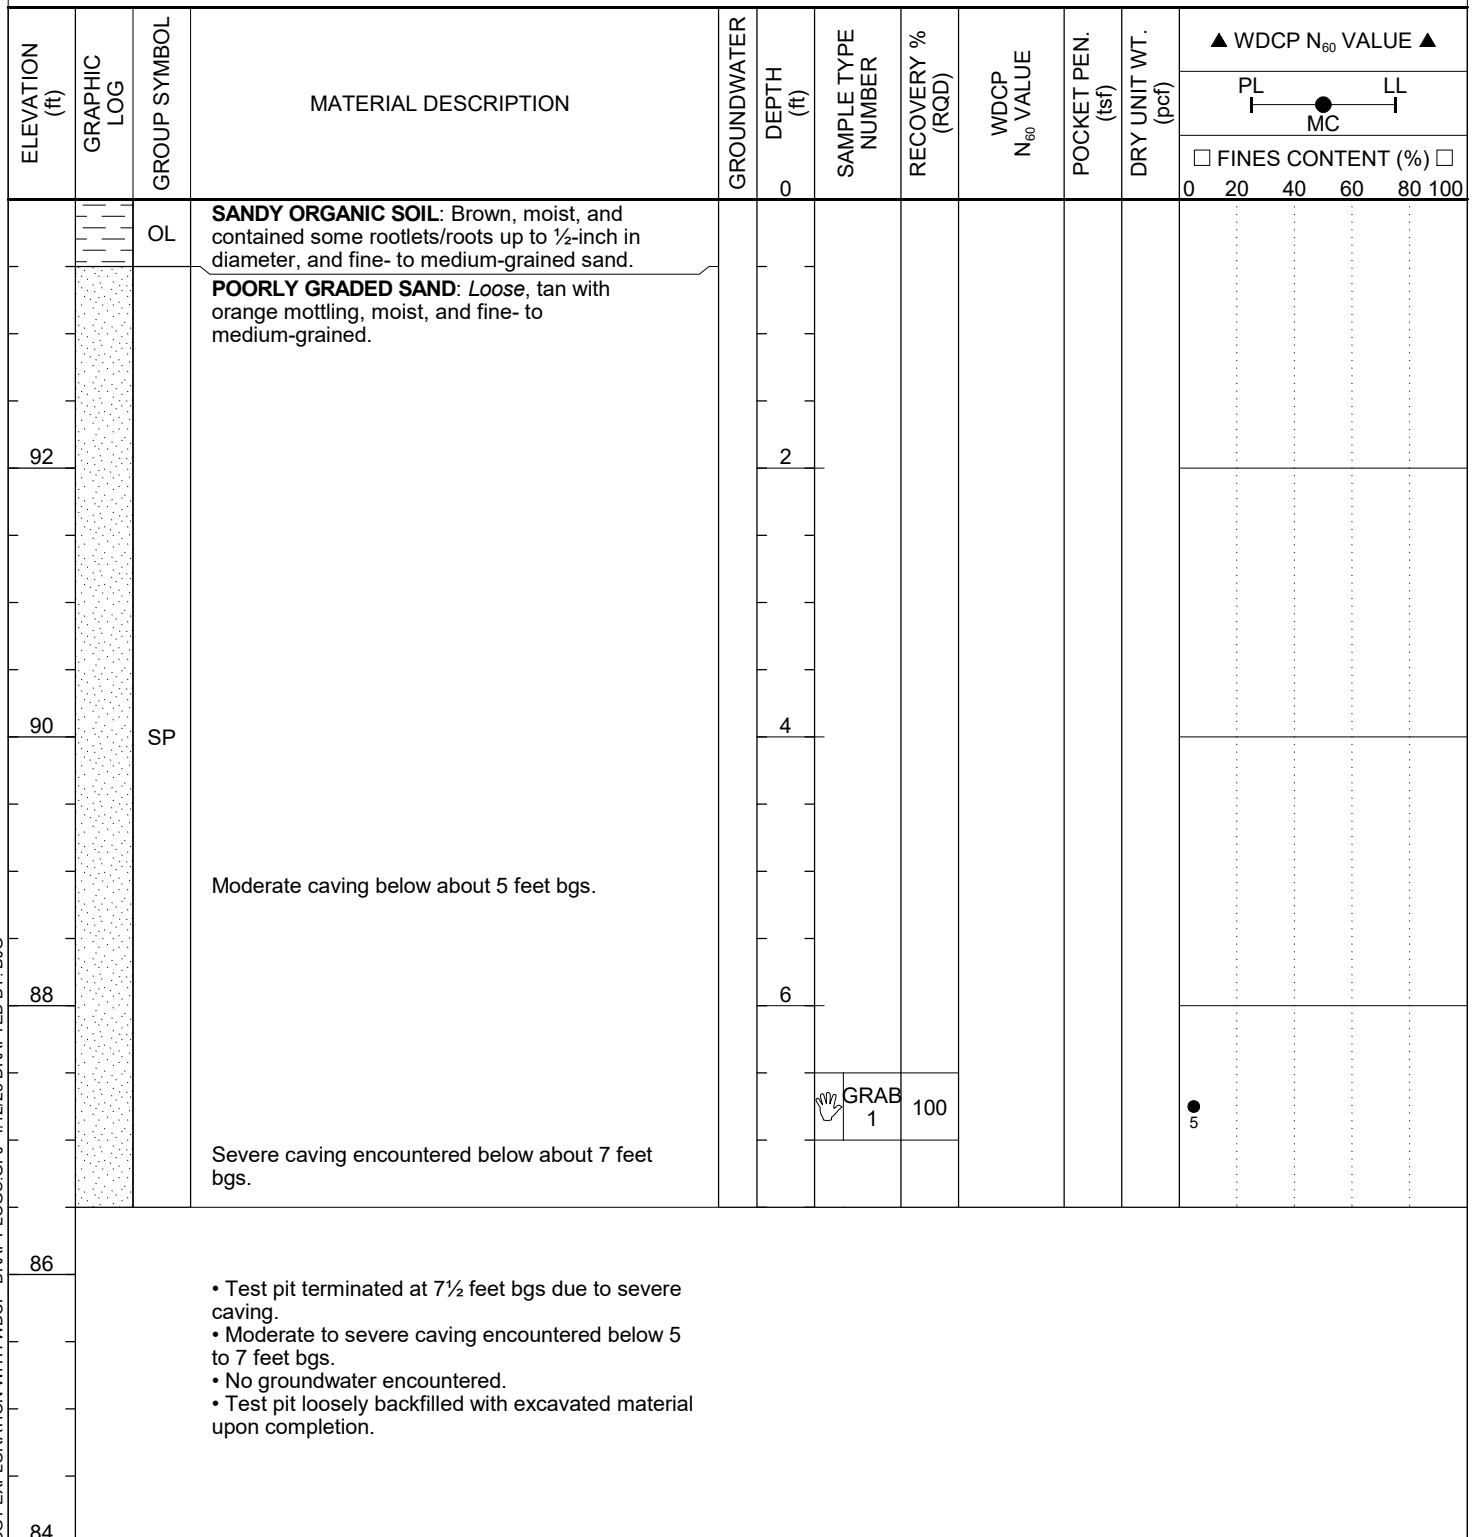 ELEVATION
(ft)
GRAPHIC
LOG
GROUP SYMBOL
MATERIAL DESCRIPTION
GROUNDWATER
DEPTH
(ft)
0
SAMPLE TYPE
NUMBER
RECOVERY %
(RQD)
WDCP
N60 VALUE
POCKET PEN.
(tsf)
DRY UNIT WT.
(pcf)
▲ WDCP N60 VALUE ▲
PL LL
MC
□ FINES CONTENT (%) □
0 20 40 60 80 100
OL
SANDY ORGANIC SOIL: Brown, moist, and
contained some rootlets/roots up to ½-inch in
diameter, and fine- to medium-grained sand.
POORLY GRADED SAND: Loose, tan with
orange mottling, moist, and fine- to
medium-grained.
92 2
90 4
SP
Moderate caving below about 5 feet bgs.
88 6
GRAB
1
100
5
Severe caving encountered below about 7 feet
bgs.
86
• Test pit terminated at 7½ feet bgs due to severe
caving.
• Moderate to severe caving encountered below 5
to 7 feet bgs.
• No groundwater encountered.
• Test pit loosely backfilled with excavated material
upon completion.
84